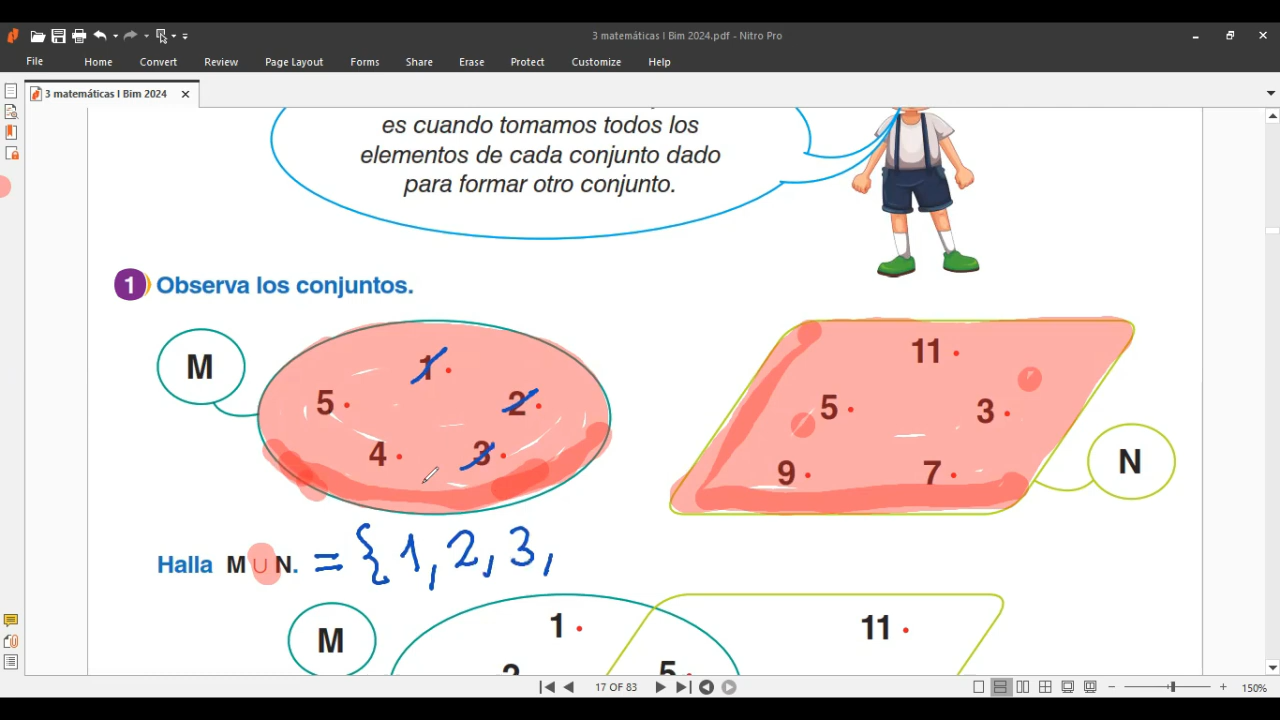 3 matemáticas I Bim 2024.pdf - Nitro Pro
File Home Convert Review Page Layout Forms Share Erase Protect Customize Help
3 matemáticas I Bim 2024
es cuando tomamos todos los
elementos de cada conjunto dado
para formar otro conjunto.
1 Observa los conjuntos.
M
1
5
2
4
3
11
5
3
9
7
N
Halla M ∪ N. = {1, 2, 3,
M
1
11
2
5
17 OF 83
150%